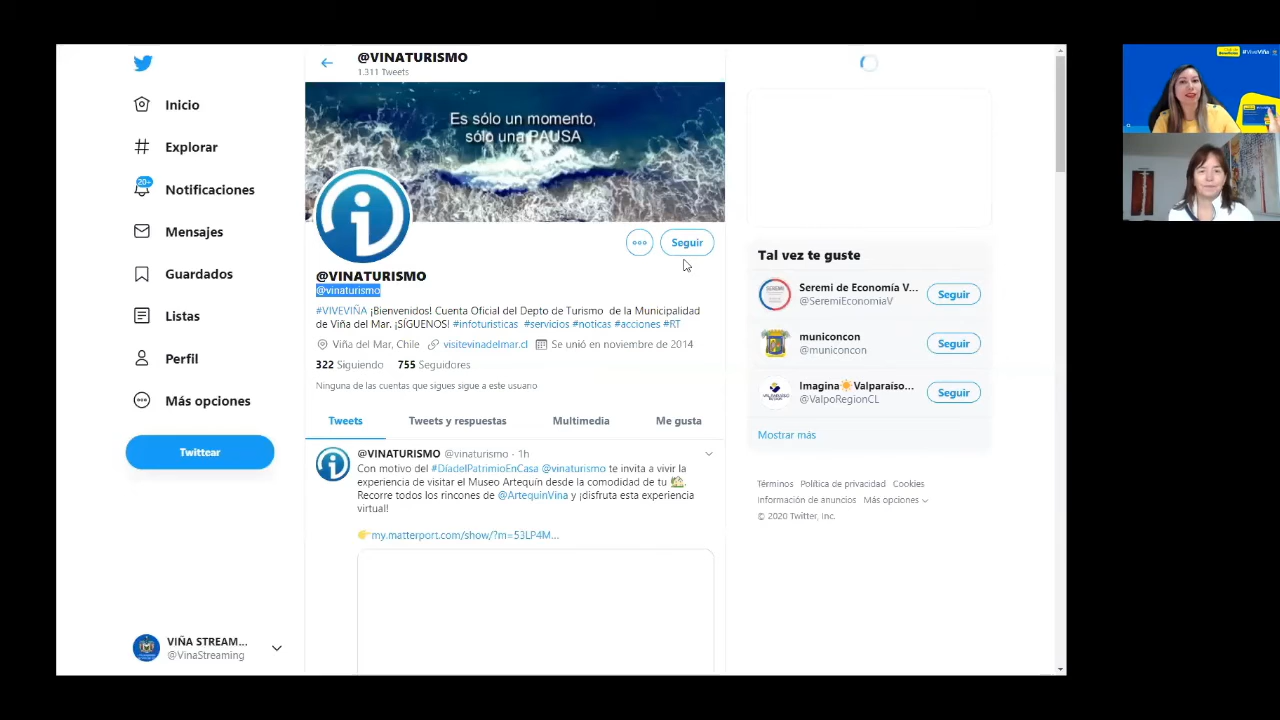 Inicio
Explorar
20+
Notificaciones
Mensajes
Guardados
Listas
Perfil
Más opciones
Twittear
VIÑA STREAM...
@VinaStreaming
@VINATURISMO
1.311 Tweets
Es sólo un momento,
sólo una PAUSA
Seguir
@VINATURISMO
@vinaturismo
#VIVEVIÑA ¡Bienvenidos! Cuenta Oficial del Depto de Turismo de la Municipalidad
de Viña del Mar. ¡SÍGUENOS! #infoturisticas #servicios #noticas #acciones #RT
Viña del Mar, Chile visitevinadelmar.cl Se unió en noviembre de 2014
322 Siguiendo 755 Seguidores
Ninguna de las cuentas que sigues sigue a este usuario
Tweets Tweets y respuestas Multimedia Me gusta
@VINATURISMO @vinaturismo · 1h
Con motivo del #DíadelPatrimioEnCasa @vinaturismo te invita a vivir la
experiencia de visitar el Museo Artequín desde la comodidad de tu 🏡.
Recorre todos los rincones de @ArtequinVina y ¡disfruta esta experiencia
virtual!
👉my.matterport.com/show/?m=53LP4M...
Tal vez te guste
Seremi de Economía V...
@SeremiEconomiaV
Seguir
municoncon
@municoncon
Seguir
Imagina☀Valparaíso...
@ValpoRegionCL
Seguir
Mostrar más
Términos Política de privacidad Cookies
Información de anuncios Más opciones
© 2020 Twitter, Inc.
#ViveViña